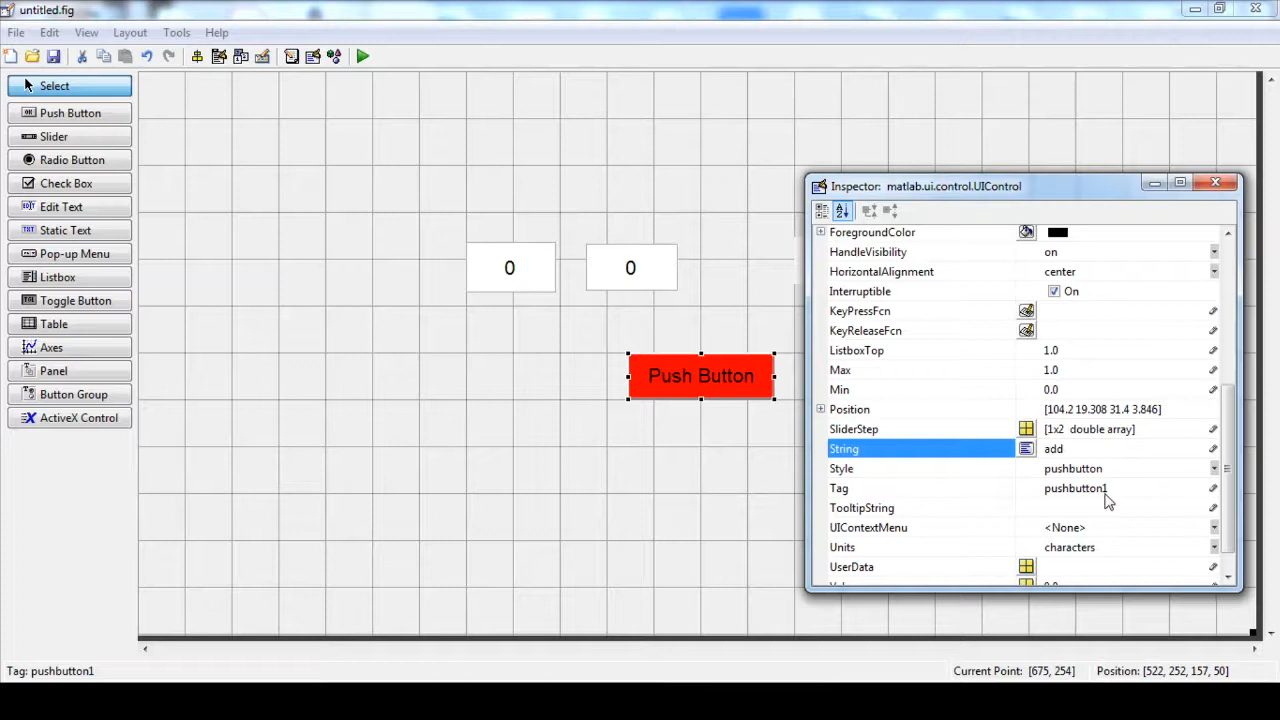 untitled.fig
File Edit View Layout Tools Help
Select
Push Button
OK
Slider
Radio Button
Check Box
Edit Text
Static Text
Pop-up Menu
Listbox
Toggle Button
Table
Axes
Panel
Button Group
ActiveX Control
0 0
Push Button
Inspector: matlab.ui.control.UIControl
ForegroundColor
HandleVisibility on
HorizontalAlignment center
Interruptible On
KeyPressFcn
KeyReleaseFcn
ListboxTop 1.0
Max 1.0
Min 0.0
Position [104.2 19.308 31.4 3.846]
SliderStep [1x2 double array]
String add
Style pushbutton
Tag pushbutton1
TooltipString
UIContextMenu <None>
Units characters
UserData
Tag: pushbutton1 Current Point: [675, 254] Position: [522, 252, 157, 50]